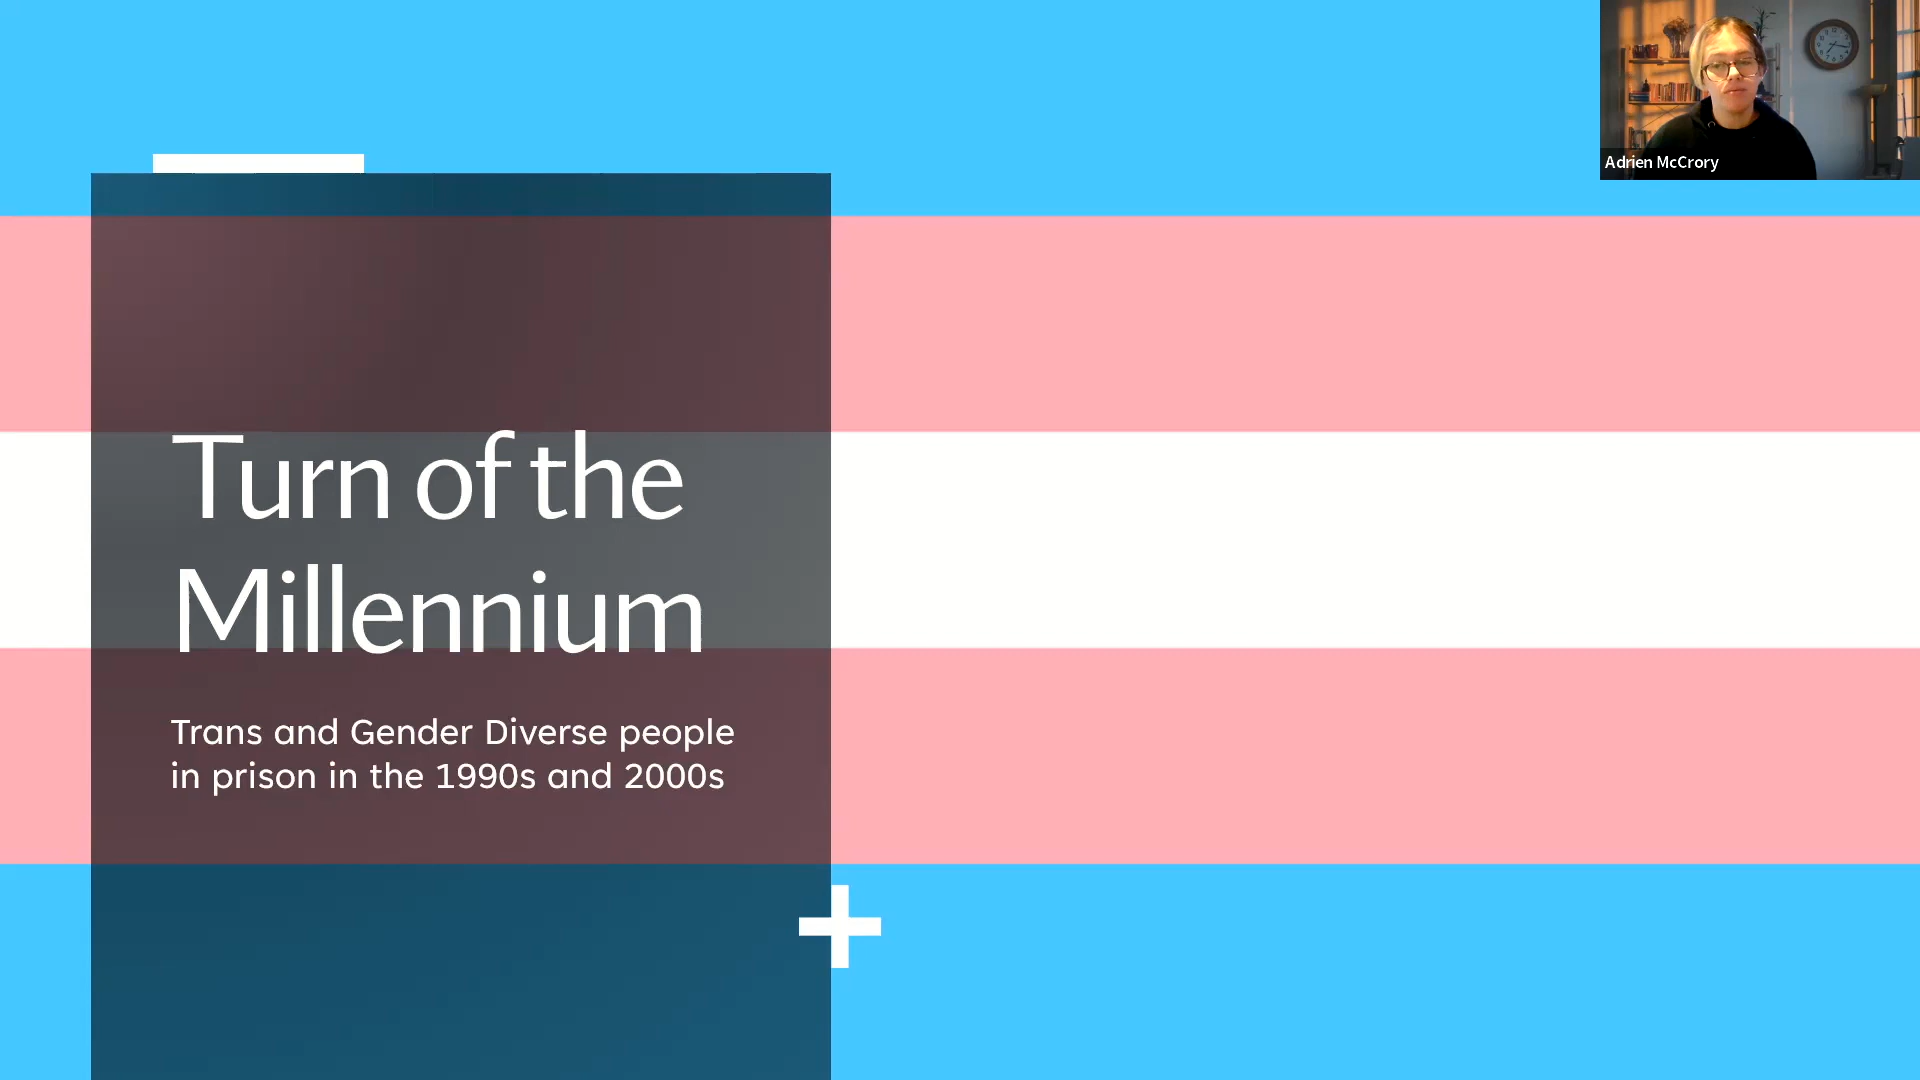 Adrien McCrory
Turn of the
Millennium
Trans and Gender Diverse people
in prison in the 1990s and 2000s